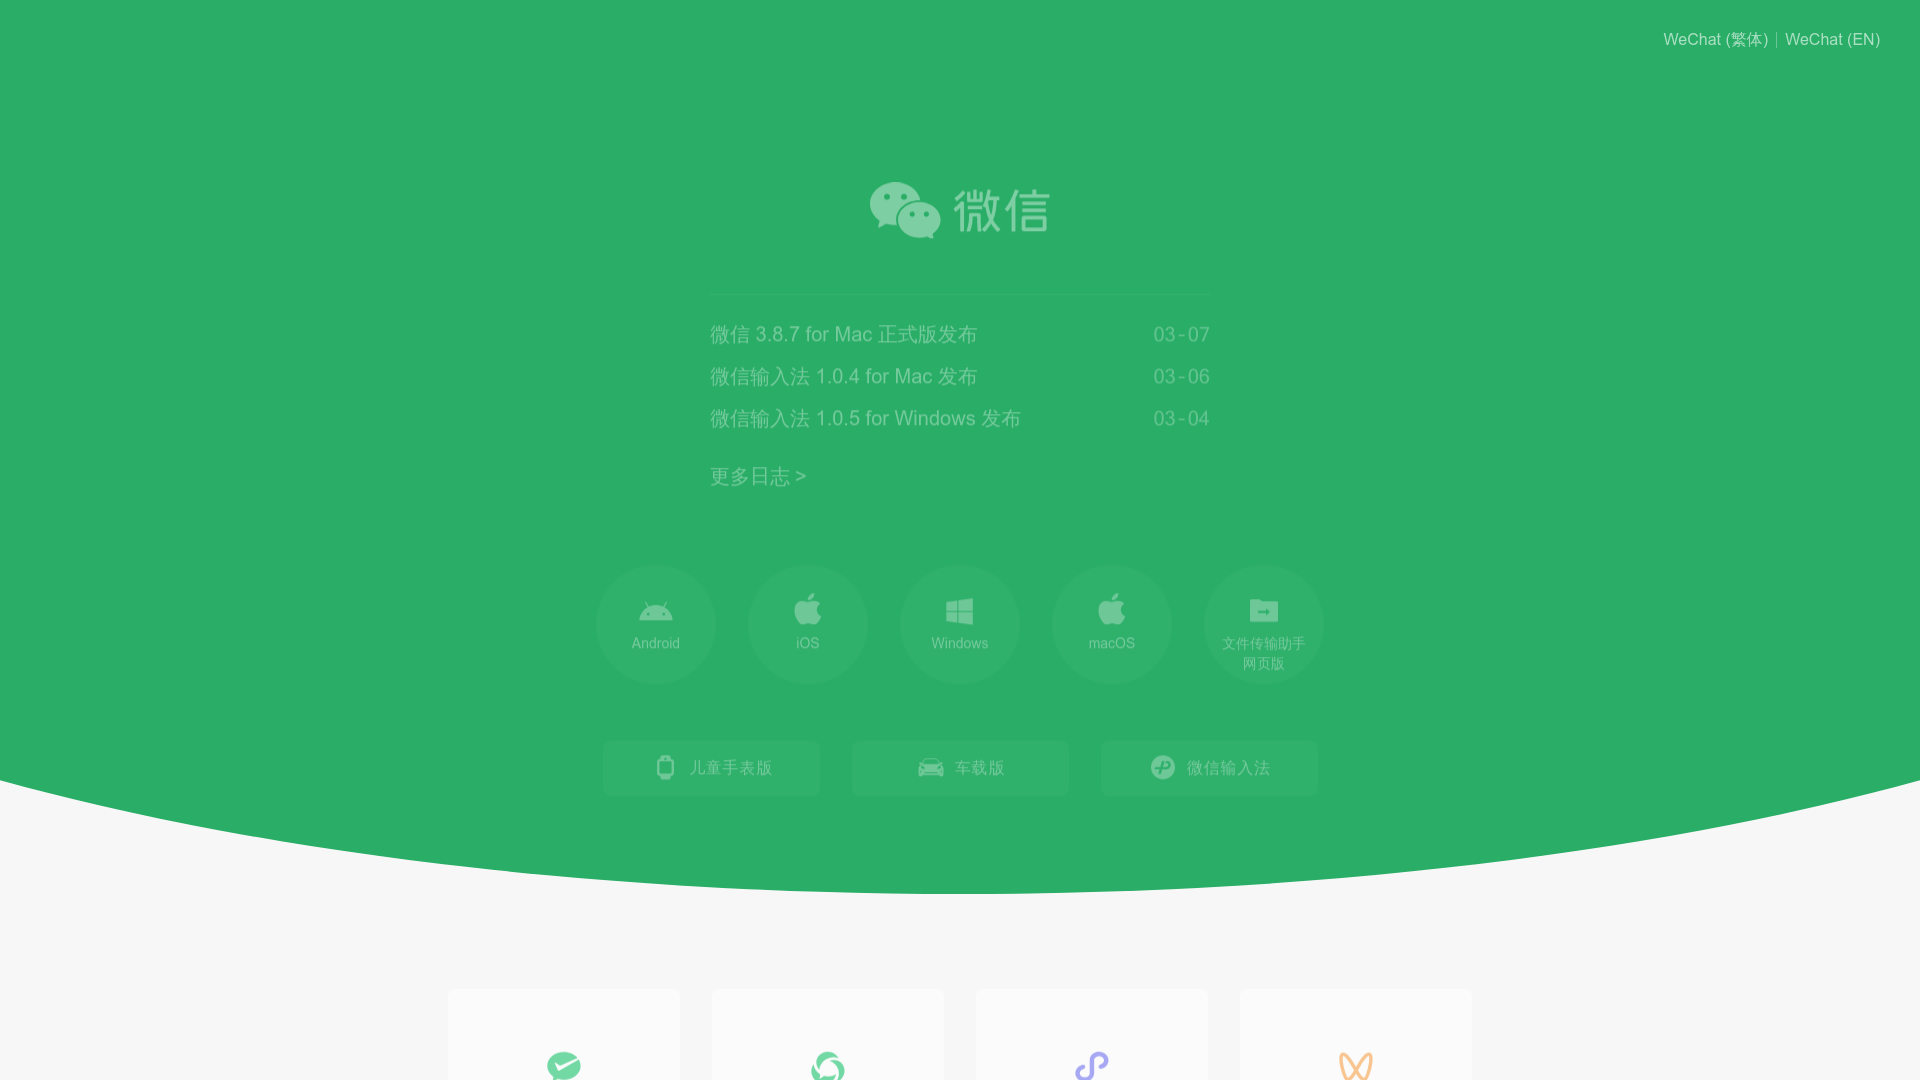 WeChat (繁体) | WeChat (EN)
微信
微信 3.8.7 for Mac 正式版发布 03-07
微信输入法 1.0.4 for Mac 发布 03-06
微信输入法 1.0.5 for Windows 发布 03-04
更多日志 >
Android
iOS
Windows
macOS
文件传输助手
网页版
儿童手表版
车载版
微信输入法